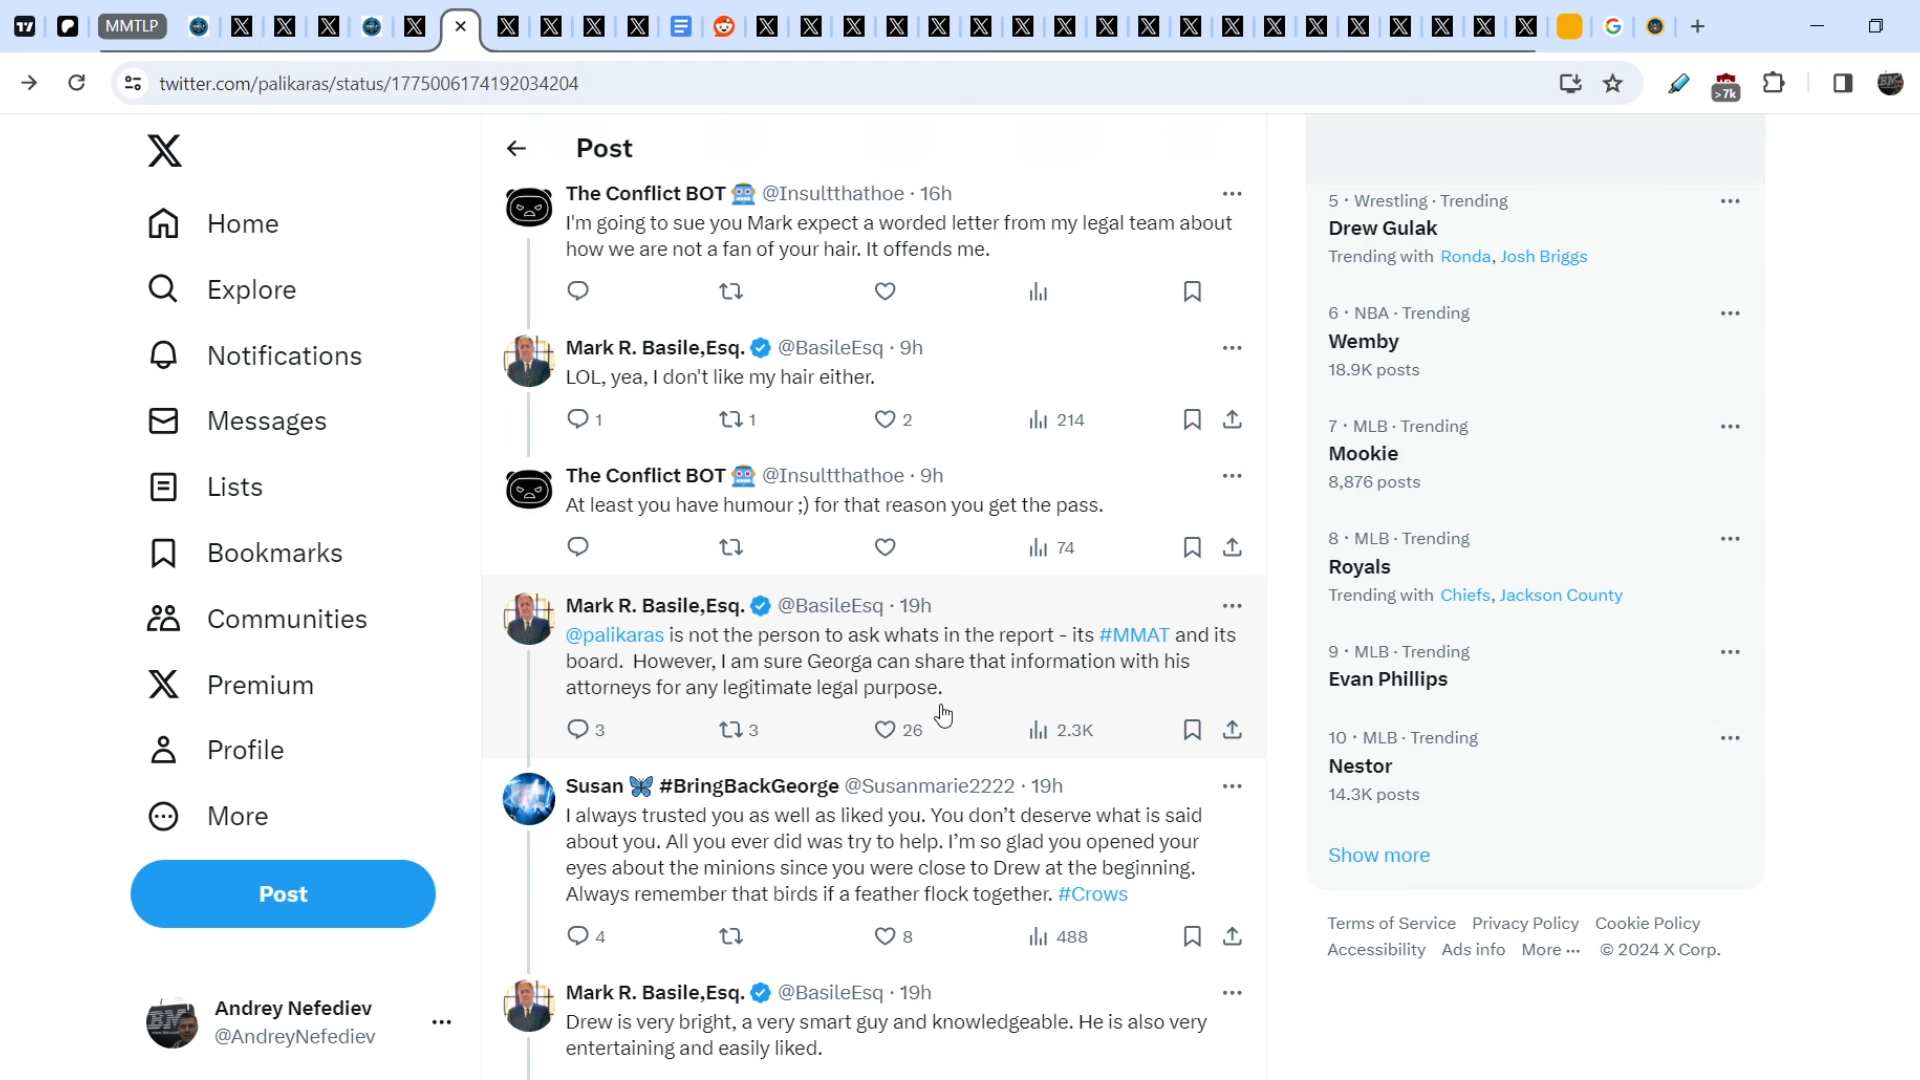 MMTLP
twitter.com/palikaras/status/1775006174192034204
>7k
Home
Explore
Notifications
Messages
Lists
Bookmarks
Communities
Premium
Profile
More
Post
Andrey Nefediev
@AndreyNefediev
Post
The Conflict BOT @Insultthathoe · 16h
I'm going to sue you Mark expect a worded letter from my legal team about
how we are not a fan of your hair. It offends me.
Mark R. Basile,Esq. @BasileEsq · 9h
LOL, yea, I don't like my hair either.
1 1 2 214
The Conflict BOT @Insultthathoe · 9h
At least you have humour ;) for that reason you get the pass.
74
Mark R. Basile,Esq. @BasileEsq · 19h
@palikaras is not the person to ask whats in the report - its #MMAT and its
board. However, I am sure Georga can share that information with his
attorneys for any legitimate legal purpose.
3 3 26 2.3K
Susan #BringBackGeorge @Susanmarie2222 · 19h
I always trusted you as well as liked you. You don’t deserve what is said
about you. All you ever did was try to help. I’m so glad you opened your
eyes about the minions since you were close to Drew at the beginning.
Always remember that birds if a feather flock together. #Crows
4 8 488
Mark R. Basile,Esq. @BasileEsq · 19h
Drew is very bright, a very smart guy and knowledgeable. He is also very
entertaining and easily liked.
5 · Wrestling · Trending
Drew Gulak
Trending with Ronda, Josh Briggs
6 · NBA · Trending
Wemby
18.9K posts
7 · MLB · Trending
Mookie
8,876 posts
8 · MLB · Trending
Royals
Trending with Chiefs, Jackson County
9 · MLB · Trending
Evan Phillips
10 · MLB · Trending
Nestor
14.3K posts
Show more
Terms of Service Privacy Policy Cookie Policy
Accessibility Ads info More ··· © 2024 X Corp.